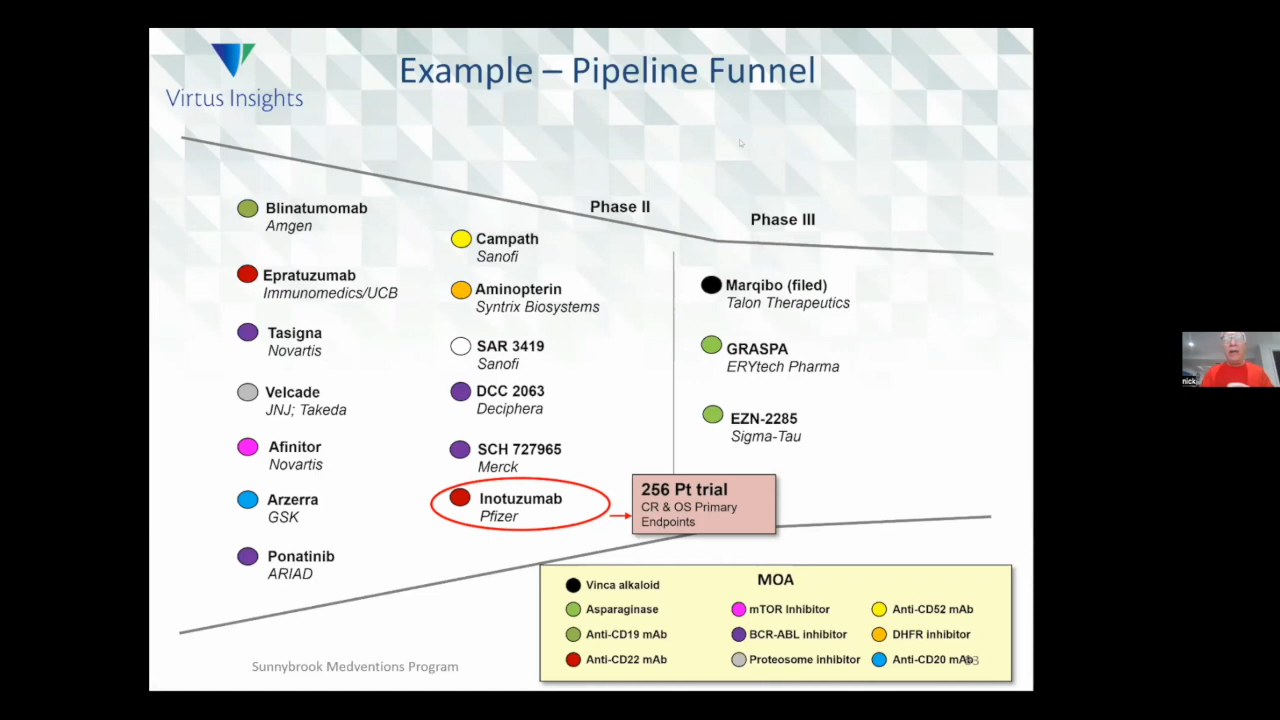 Virtus Insights
Example – Pipeline Funnel
Phase II
Phase III
Blinatumomab
Amgen
Epratuzumab
Immunomedics/UCB
Tasigna
Novartis
Velcade
JNJ; Takeda
Afinitor
Novartis
Arzerra
GSK
Ponatinib
ARIAD
Campath
Sanofi
Aminopterin
Syntrix Biosystems
SAR 3419
Sanofi
DCC 2063
Deciphera
SCH 727965
Merck
Inotuzumab
Pfizer
Marqibo (filed)
Talon Therapeutics
GRASPA
ERYtech Pharma
EZN-2285
Sigma-Tau
256 Pt trial
CR & OS Primary
Endpoints
MOA
Vinca alkaloid
Asparaginase
Anti-CD19 mAb
Anti-CD22 mAb
mTOR Inhibitor
BCR-ABL inhibitor
Proteosome inhibitor
Anti-CD52 mAb
DHFR inhibitor
Anti-CD20 mAb
Sunnybrook Medventions Program
nick